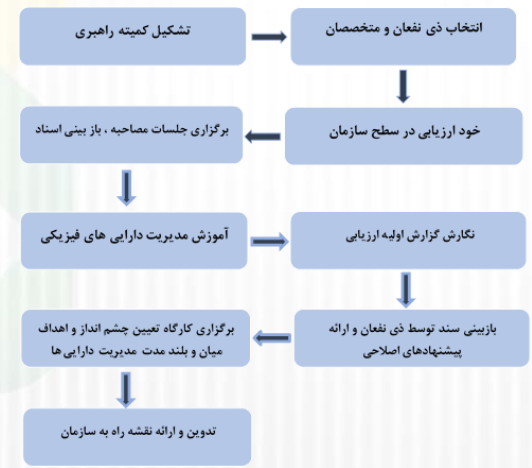 تشکیل کمیته راهبری
انتخاب ذی نفعان و متخصصان
خود ارزیابی در سطح سازمان
برگزاری جلسات مصاحبه ، باز بینی اسناد
آموزش مدیریت دارایی های فیزیکی
نگارش گزارش اولیه ارزیابی
بازبینی سند توسط ذی نفعان و ارائه
پیشنهادهای اصلاحی
برگزاری کارگاه تعیین چشم انداز و اهداف
میان و بلند مدت مدیریت دارایی ها
تدوین و ارائه نقشه راه به سازمان